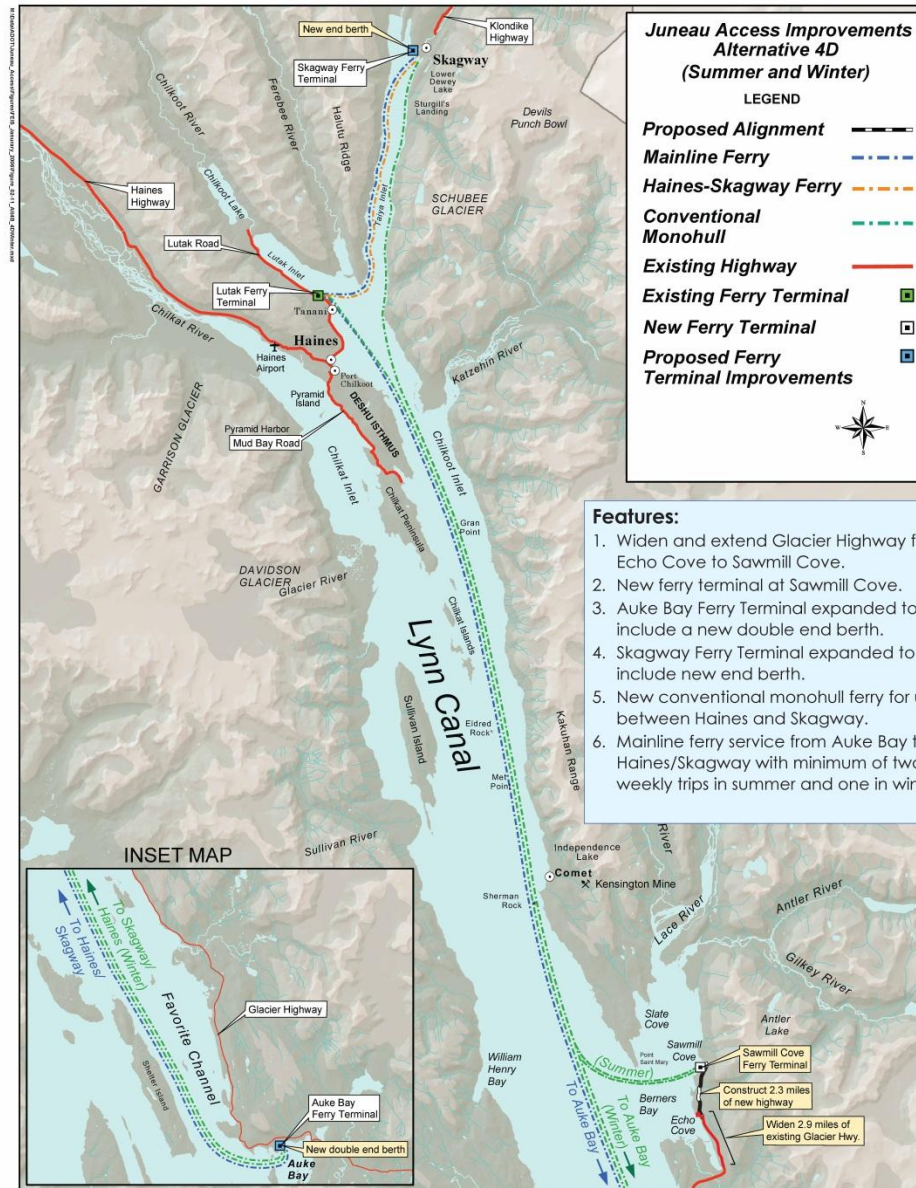 New end berth
Klondike
Highway
Skagway
Skagway Ferry
Terminal
Lower
Dewey
Lake
Sturgill's
Landing
Devils
Punch Bowl
Chilkoot River
Ferebee River
Halutu Ridge
Taiya Inlet
SCHUBEE
GLACIER
Haines
Highway
Chilkoot Lake
Lutak Road
Lutak Inlet
Lutak Ferry
Terminal
Tanani
Chilkat River
Haines
Haines
Airport
Port
Chilkoot
Katzehin River
Pyramid
Island
DESHU ISTHMUS
GARRISON GLACIER
Pyramid Harbor
Mud Bay Road
Chilkat Inlet
Chilkoot Inlet
Chilkat Peninsula
Gran
Point
DAVIDSON
GLACIER
Glacier River
Chilkat Islands
Lynn Canal
Sullivan Island
Eldred
Rock
Kakuhan Range
Met
Point
Sullivan River
Independence
Lake
Comet
Kensington Mine
Sherman
Rock
Lace River
Antler River
Gilkey River
Antler
Lake
Slate
Cove
Point
Saint Mary
Sawmill
Cove
Sawmill Cove
Ferry Terminal
(Summer)
William
Henry
Bay
Berners
Bay
Construct 2.3 miles
of new highway
Echo
Cove
Widen 2.9 miles of
existing Glacier Hwy.
To Auke Bay
To Auke Bay
(Winter)
Juneau Access Improvements
Alternative 4D
(Summer and Winter)
LEGEND
Proposed Alignment
Mainline Ferry
Haines-Skagway Ferry
Conventional
Monohull
Existing Highway
Existing Ferry Terminal
New Ferry Terminal
Proposed Ferry
Terminal Improvements
N
W
E
S
Features:
1. Widen and extend Glacier Highway f
Echo Cove to Sawmill Cove.
2. New ferry terminal at Sawmill Cove.
3. Auke Bay Ferry Terminal expanded to
include a new double end berth.
4. Skagway Ferry Terminal expanded to
include new end berth.
5. New conventional monohull ferry for u
between Haines and Skagway.
6. Mainline ferry service from Auke Bay t
Haines/Skagway with minimum of two
weekly trips in summer and one in win
INSET MAP
To Haines/
Skagway
To Skagway/
Haines (Winter)
Favorite Channel
Glacier Highway
Shelter Island
Auke Bay
Ferry Terminal
New double end berth
Auke
Bay